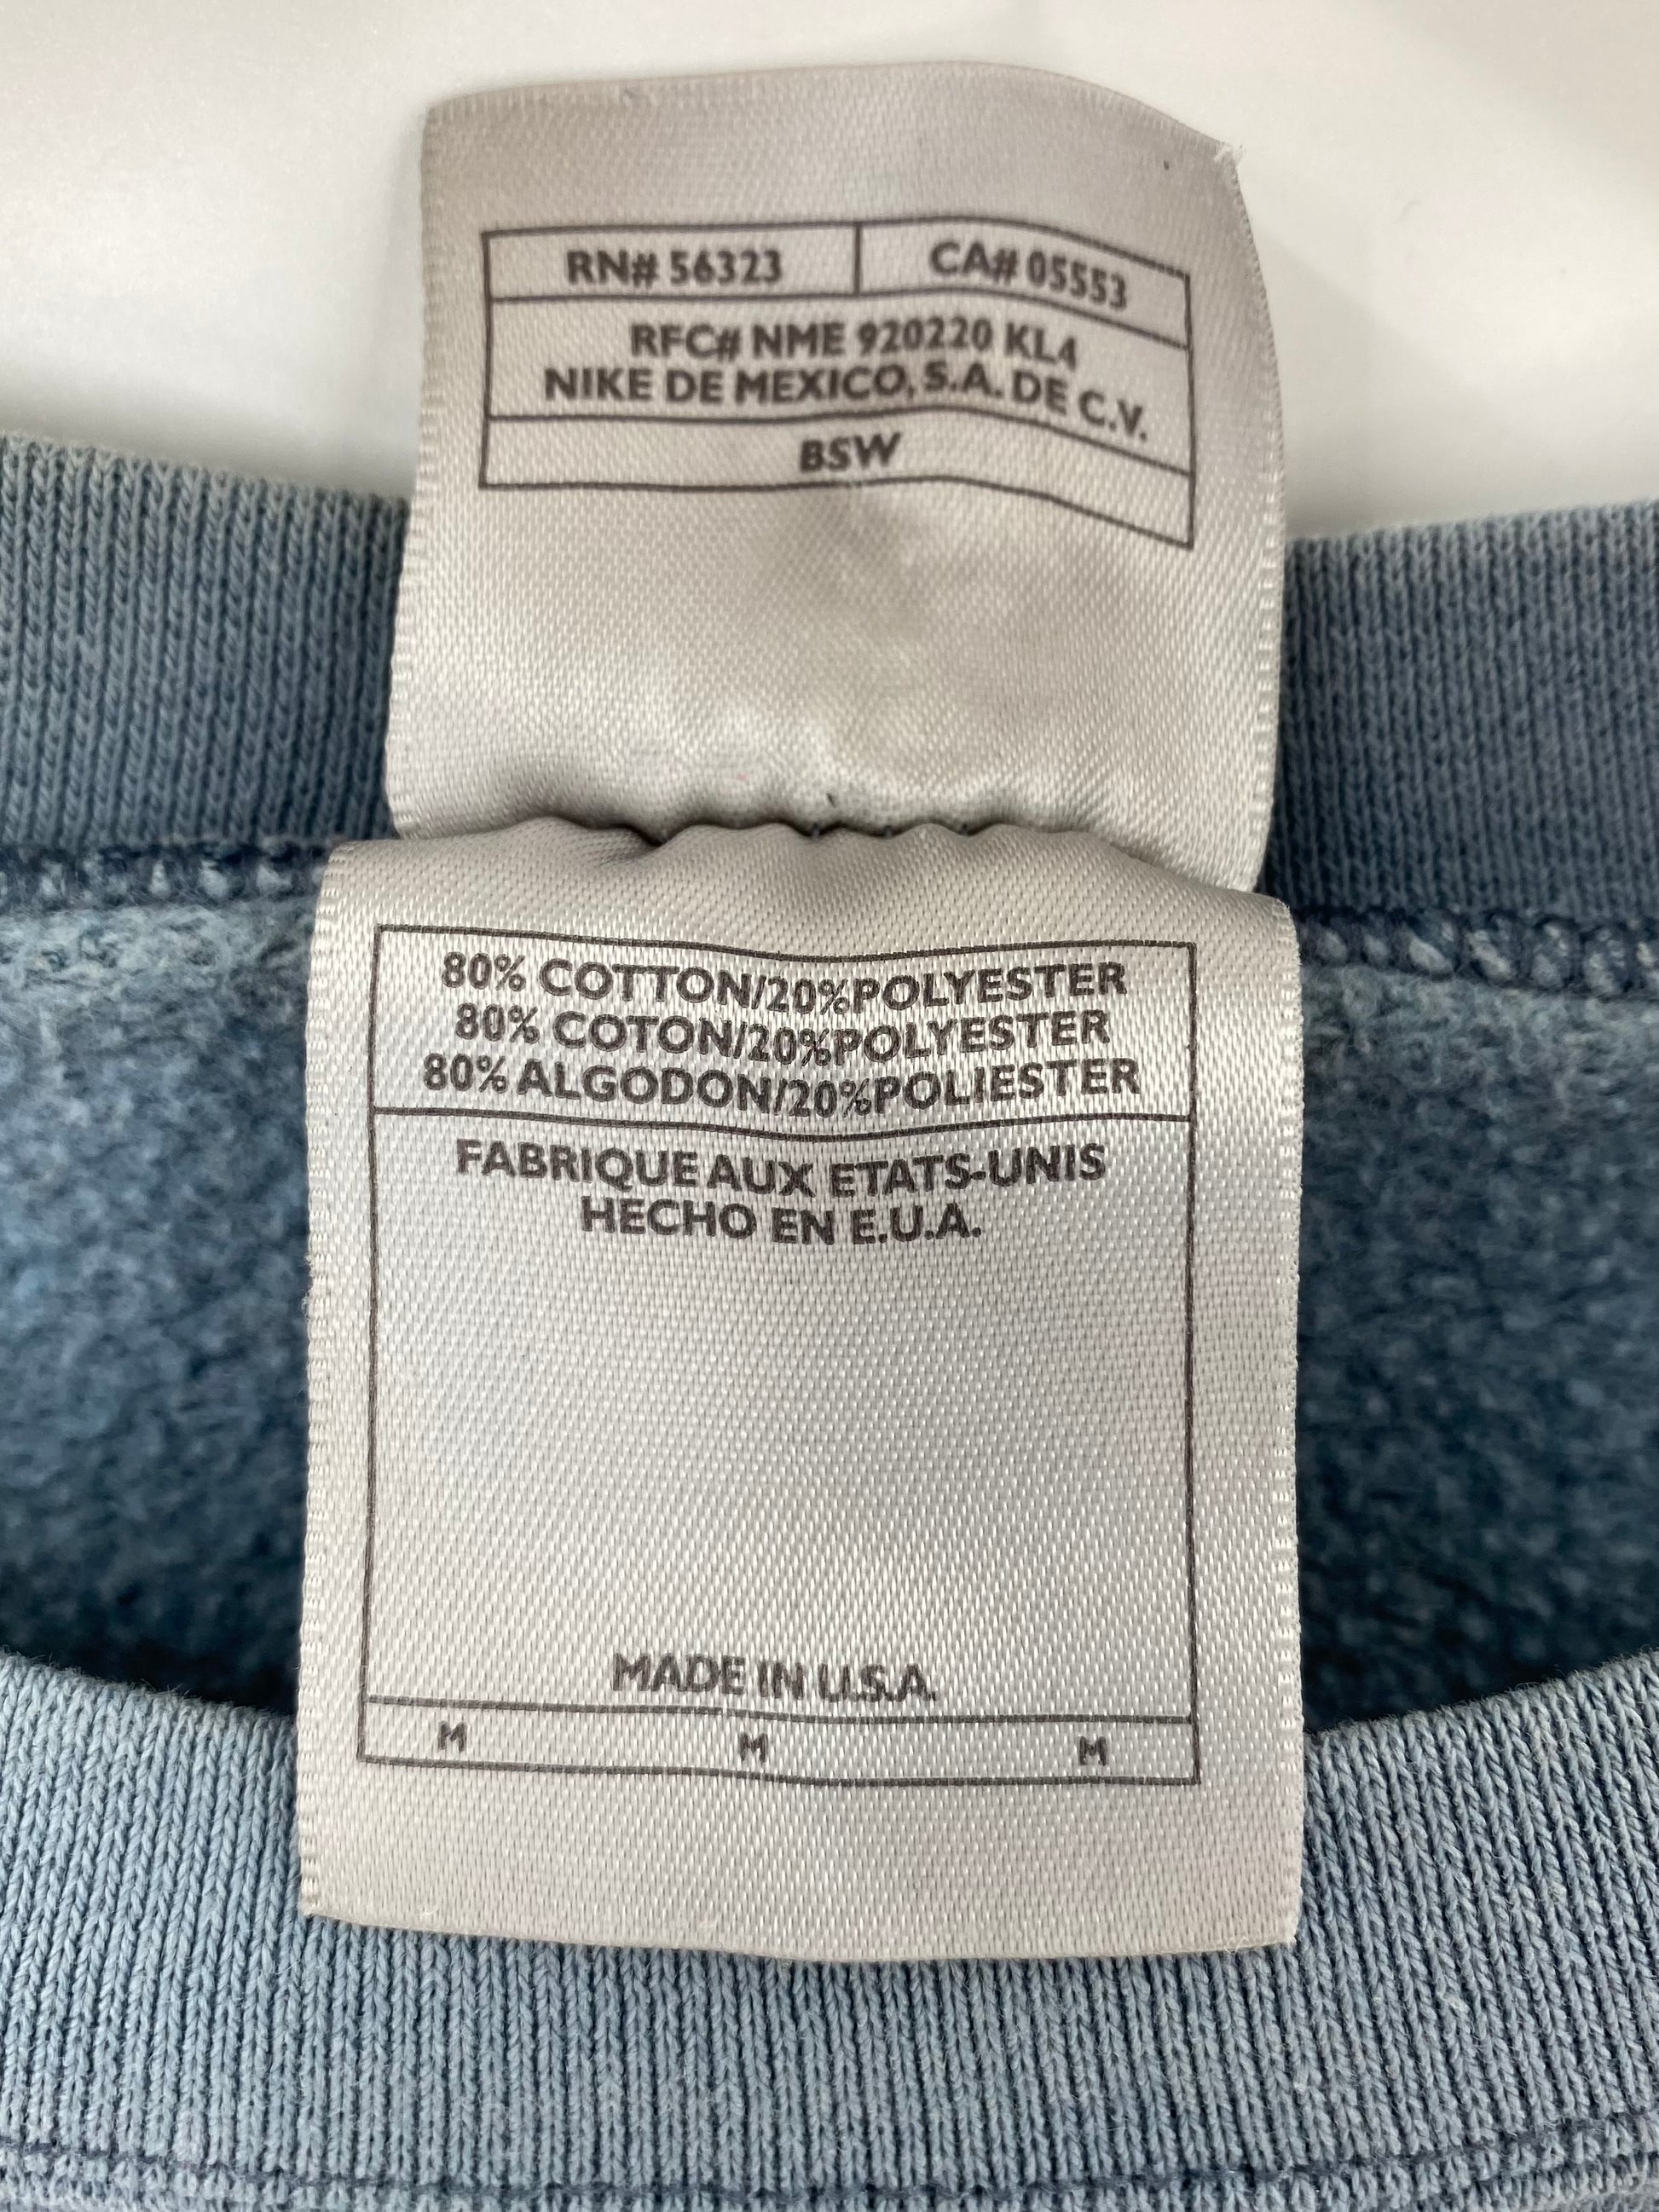 RN# 56323 CA# 05553
RFC# NME 920220 KL4
NIKE DE MEXICO, S.A. DE C.V.
BSW
80% COTTON/20%POLYESTER
80% COTON/20%POLYESTER
80% ALGODON/20%POLIESTER
FABRIQUE AUX ETATS-UNIS
HECHO EN E.U.A.
MADE IN U.S.A.
M M M